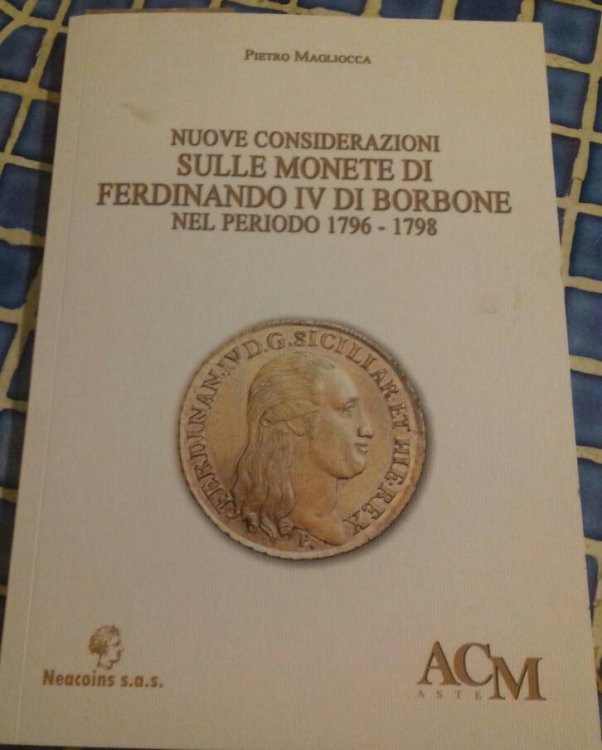 PIETRO MAGLIOCCA
NUOVE CONSIDERAZIONI
SULLE MONETE DI
FERDINANDO IV DI BORBONE
NEL PERIODO 1796 - 1798
FERDINAN.IV D.G.SICILIAR.ET HIE.REX
P.
Neacoins s.a.s.
ACM
ASTE